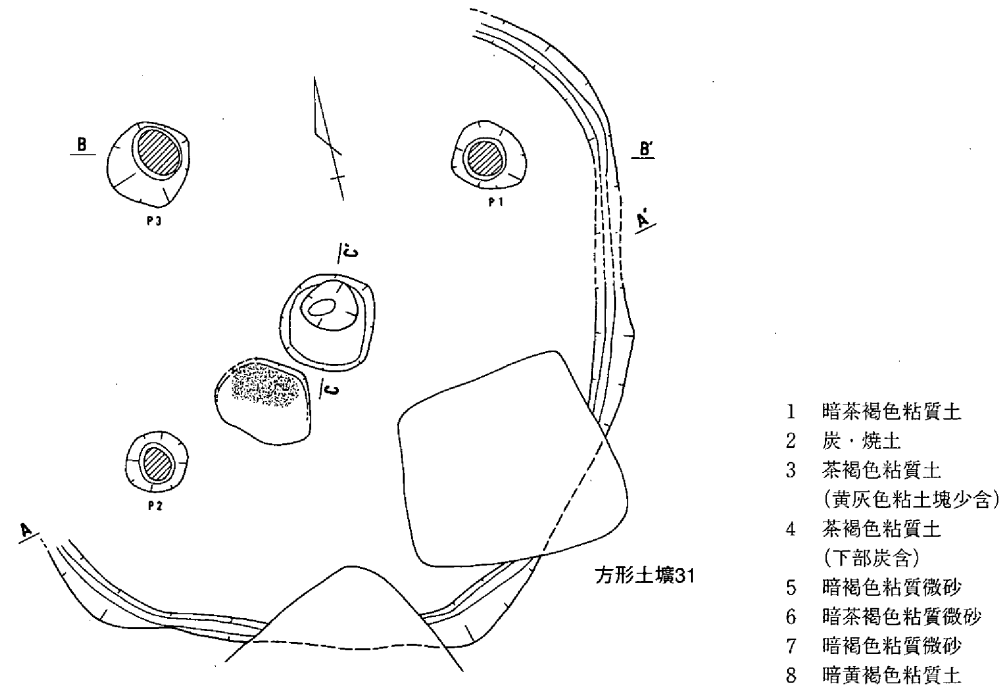 B
B′
P3
P1
A′
C′
C
P2
A
方形土壙31
1 暗茶褐色粘質土
2 炭・焼土
3 茶褐色粘質土
(黄灰色粘土塊少含)
4 茶褐色粘質土
(下部炭含)
5 暗褐色粘質微砂
6 暗茶褐色粘質微砂
7 暗褐色粘質微砂
8 暗黄褐色粘質土